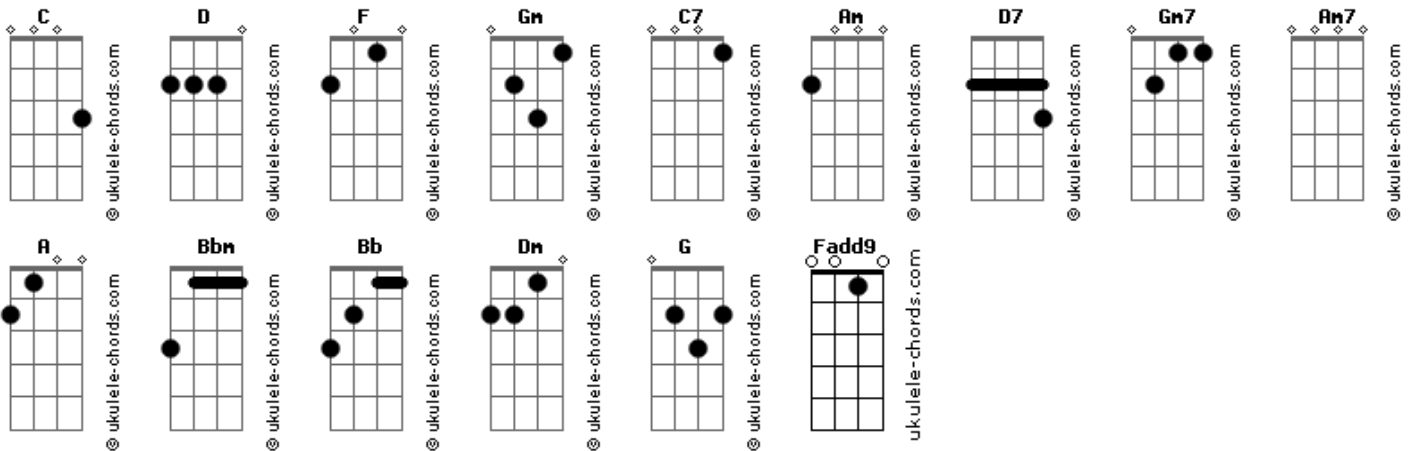 C D F Gm C7 Am D7 Gm7 Am7
© ukulele-chords.com © ukulele-chords.com © ukulele-chords.com © ukulele-chords.com © ukulele-chords.com © ukulele-chords.com © ukulele-chords.com © ukulele-chords.com © ukulele-chords.com
A Bbm Bb Dm G Fadd9
© ukulele-chords.com © ukulele-chords.com © ukulele-chords.com © ukulele-chords.com © ukulele-chords.com ukulele-chords.com